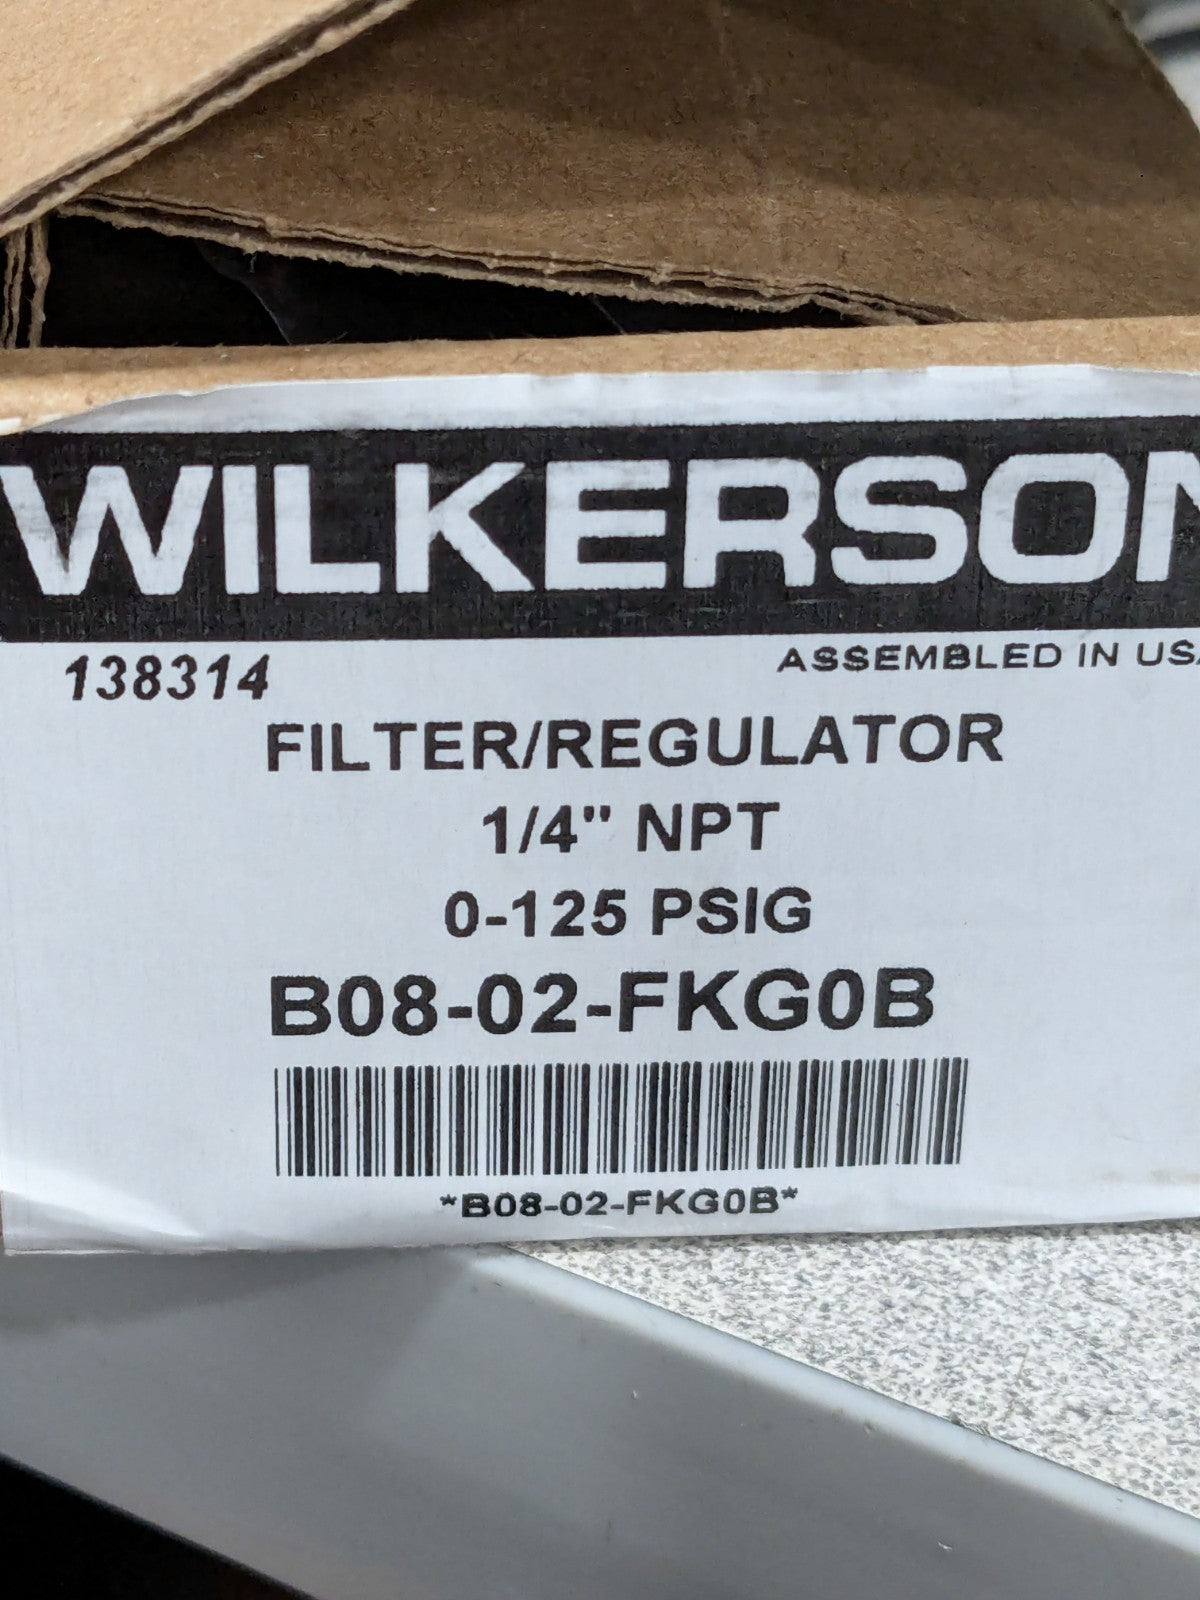 WILKERSON
138314
ASSEMBLED IN USA
FILTER/REGULATOR
1/4" NPT
0-125 PSIG
B08-02-FKG0B
*B08-02-FKG0B*